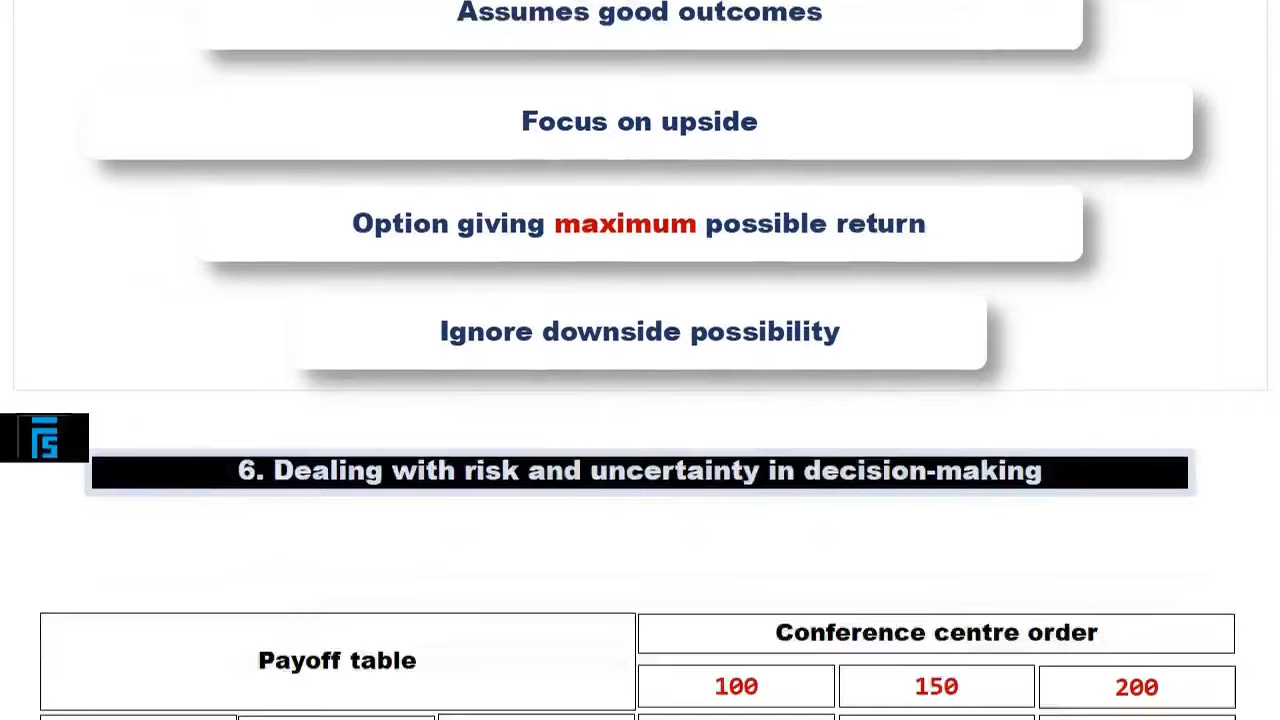 Assumes good outcomes
Focus on upside
Option giving maximum possible return
Ignore downside possibility
6. Dealing with risk and uncertainty in decision-making
Payoff table
Conference centre order
100 150 200